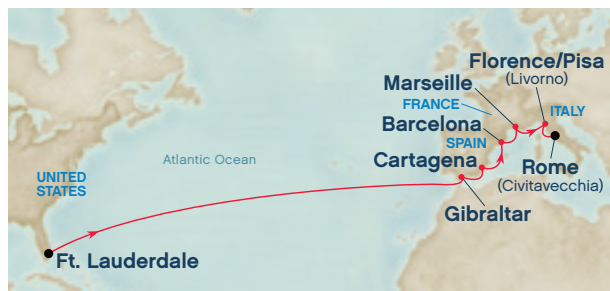 Florence/Pisa
(Livorno)
Marseille
FRANCE
ITALY
Barcelona
SPAIN
Atlantic Ocean
Cartagena
Rome
(Civitavecchia)
UNITED
STATES
Gibraltar
Ft. Lauderdale